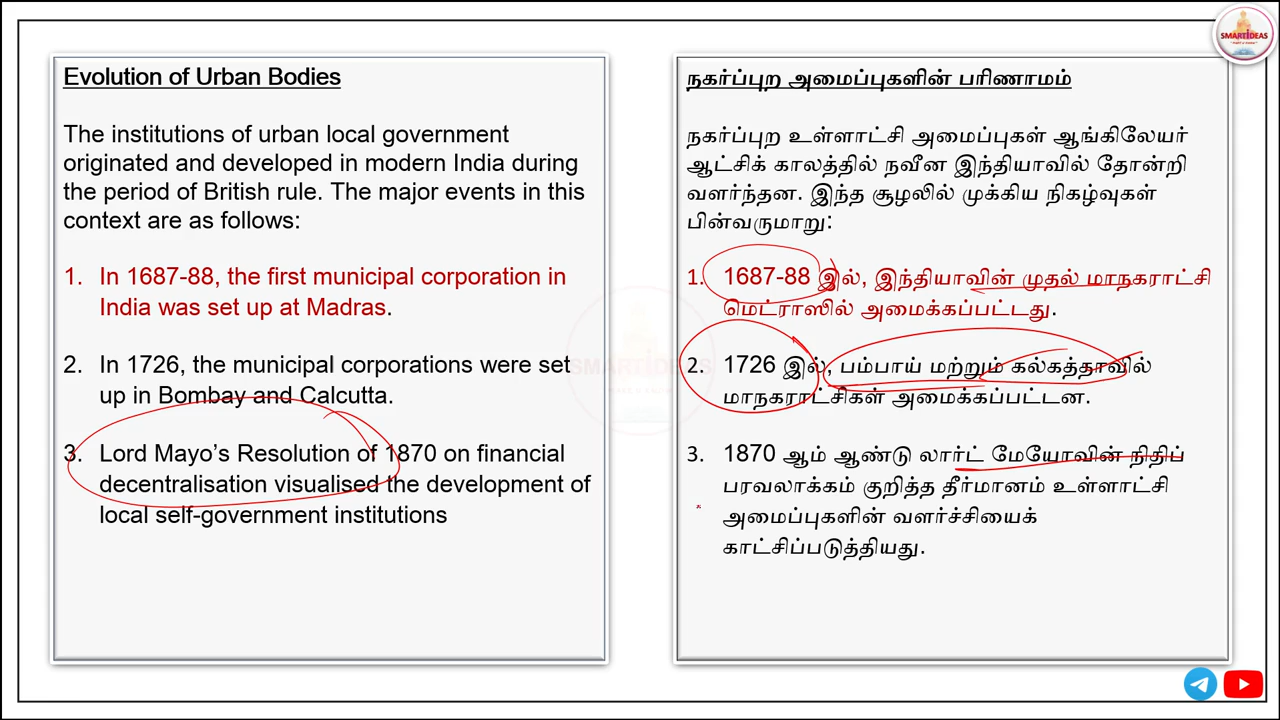 SMARTIDEAS
Evolution of Urban Bodies
The institutions of urban local government
originated and developed in modern India during
the period of British rule. The major events in this
context are as follows:
1. In 1687-88, the first municipal corporation in
India was set up at Madras.
2. In 1726, the municipal corporations were set
up in Bombay and Calcutta.
3. Lord Mayo's Resolution of 1870 on financial
decentralisation visualised the development of
local self-government institutions
நகர்ப்புற அமைப்புகளின் பரிணாமம்
நகர்ப்புற உள்ளாட்சி அமைப்புகள் ஆங்கிலேயர்
ஆட்சிக் காலத்தில் நவீன இந்தியாவில் தோன்றி
வளர்ந்தன. இந்த சூழலில் முக்கிய நிகழ்வுகள்
பின்வருமாறு:
1. 1687-88 இல், இந்தியாவின் முதல் மாநகராட்சி
மெட்ராஸில் அமைக்கப்பட்டது.
2. 1726 இல், பம்பாய் மற்றும் கல்கத்தாவில்
மாநகராட்சிகள் அமைக்கப்பட்டன.
3. 1870 ஆம் ஆண்டு லார்ட் மேயோவின் நிதிப்
பரவலாக்கம் குறித்த தீர்மானம் உள்ளாட்சி
அமைப்புகளின் வளர்ச்சியைக்
காட்சிப்படுத்தியது.
SMARTIDEAS